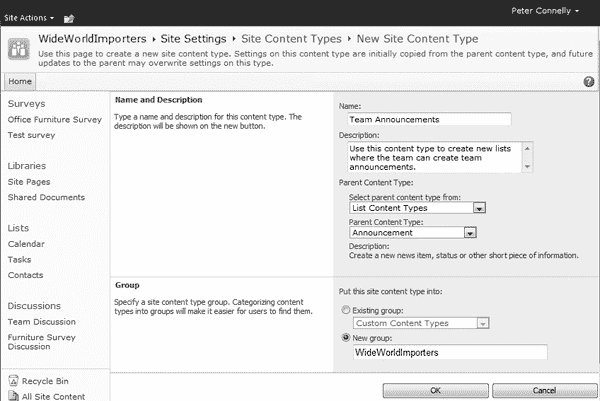 Site Actions
Peter Connelly
WideWorldImporters ▸ Site Settings ▸ Site Content Types ▸ New Site Content Type
Use this page to create a new site content type. Settings on this content type are initially copied from the parent content type, and future
updates to the parent may overwrite settings on this type.
Home
Surveys
Office Furniture Survey
Test survey
Libraries
Site Pages
Shared Documents
Lists
Calendar
Tasks
Contacts
Discussions
Team Discussion
Furniture Survey
Discussion
Recycle Bin
All Site Content
Name and Description
Type a name and description for this content type. The
description will be shown on the new button.
Name:
Team Announcements
Description:
Use this content type to create new lists
where the team can create team
announcements.
Parent Content Type:
Select parent content type from:
List Content Types
Parent Content Type:
Announcement
Description:
Create a new news item, status or other short piece of information.
Group
Specify a site content type group. Categorizing content
types into groups will make it easier for users to find them.
Put this site content type into:
Existing group:
Custom Content Types
New group:
WideWorldImporters
OK
Cancel